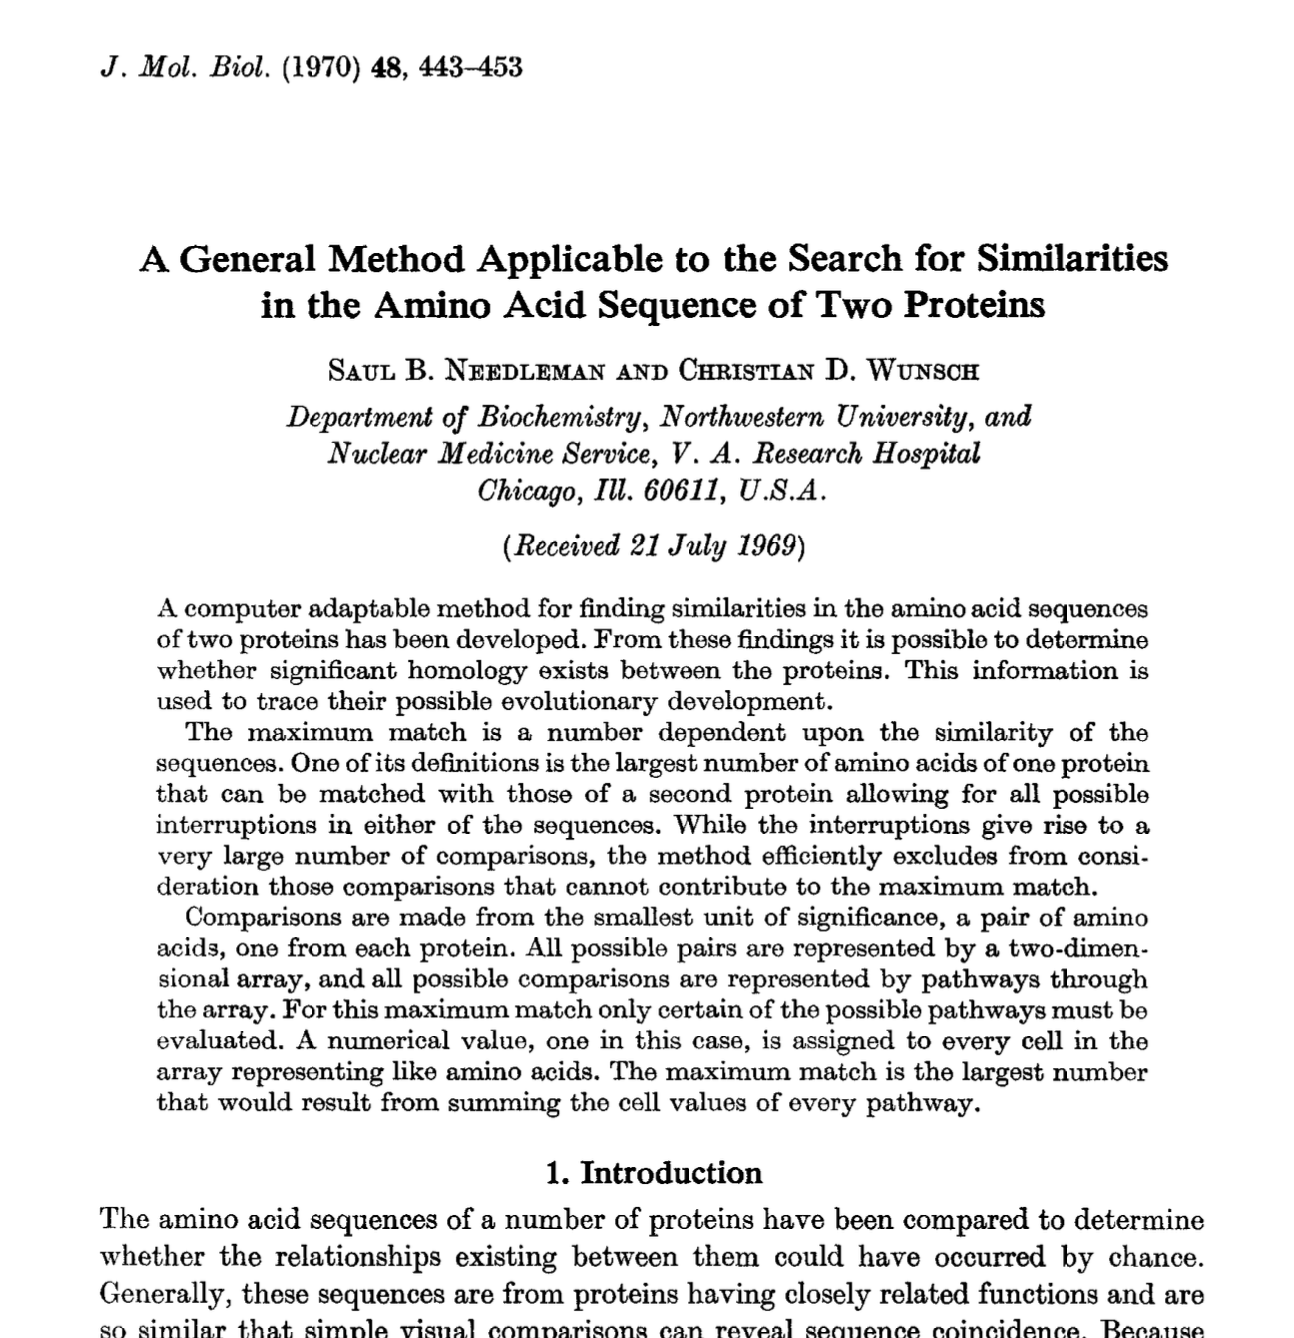 J. Mol. Biol. (1970) 48, 443–453
A General Method Applicable to the Search for Similarities
in the Amino Acid Sequence of Two Proteins
SAUL B. NEEDLEMAN AND CHRISTIAN D. WUNSCH
Department of Biochemistry, Northwestern University, and
Nuclear Medicine Service, V. A. Research Hospital
Chicago, Ill. 60611, U.S.A.
(Received 21 July 1969)
A computer adaptable method for finding similarities in the amino acid sequences
of two proteins has been developed. From these findings it is possible to determine
whether significant homology exists between the proteins. This information is
used to trace their possible evolutionary development.
The maximum match is a number dependent upon the similarity of the
sequences. One of its definitions is the largest number of amino acids of one protein
that can be matched with those of a second protein allowing for all possible
interruptions in either of the sequences. While the interruptions give rise to a
very large number of comparisons, the method efficiently excludes from consi-
deration those comparisons that cannot contribute to the maximum match.
Comparisons are made from the smallest unit of significance, a pair of amino
acids, one from each protein. All possible pairs are represented by a two-dimen-
sional array, and all possible comparisons are represented by pathways through
the array. For this maximum match only certain of the possible pathways must be
evaluated. A numerical value, one in this case, is assigned to every cell in the
array representing like amino acids. The maximum match is the largest number
that would result from summing the cell values of every pathway.
1. Introduction
The amino acid sequences of a number of proteins have been compared to determine
whether the relationships existing between them could have occurred by chance.
Generally, these sequences are from proteins having closely related functions and are
so similar that simple visual comparisons can reveal sequence coincidence. Because